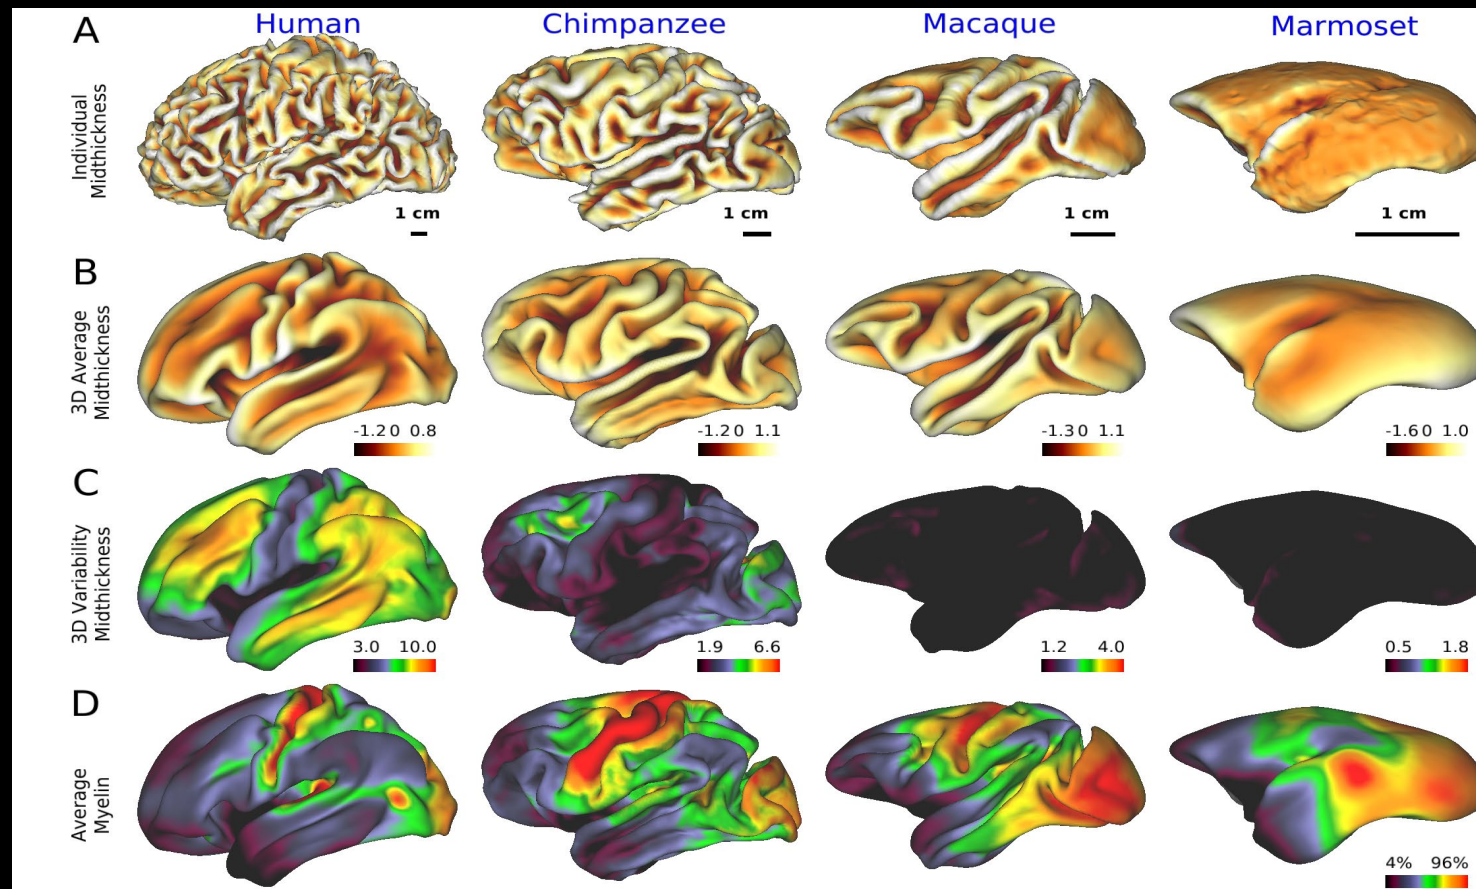 A
Human
Chimpanzee
Macaque
Marmoset
Individual
Midthickness
1 cm
1 cm
1 cm
1 cm
B
3D Average
Midthickness
-1.2 0 0.8
-1.2 0 1.1
-1.3 0 1.1
-1.6 0 1.0
C
3D Variability
Midthickness
3.0 10.0
1.9 6.6
1.2 4.0
0.5 1.8
D
Average
Myelin
4% 96%